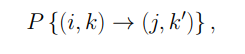 P {(i, k) → (j, k′)} ,